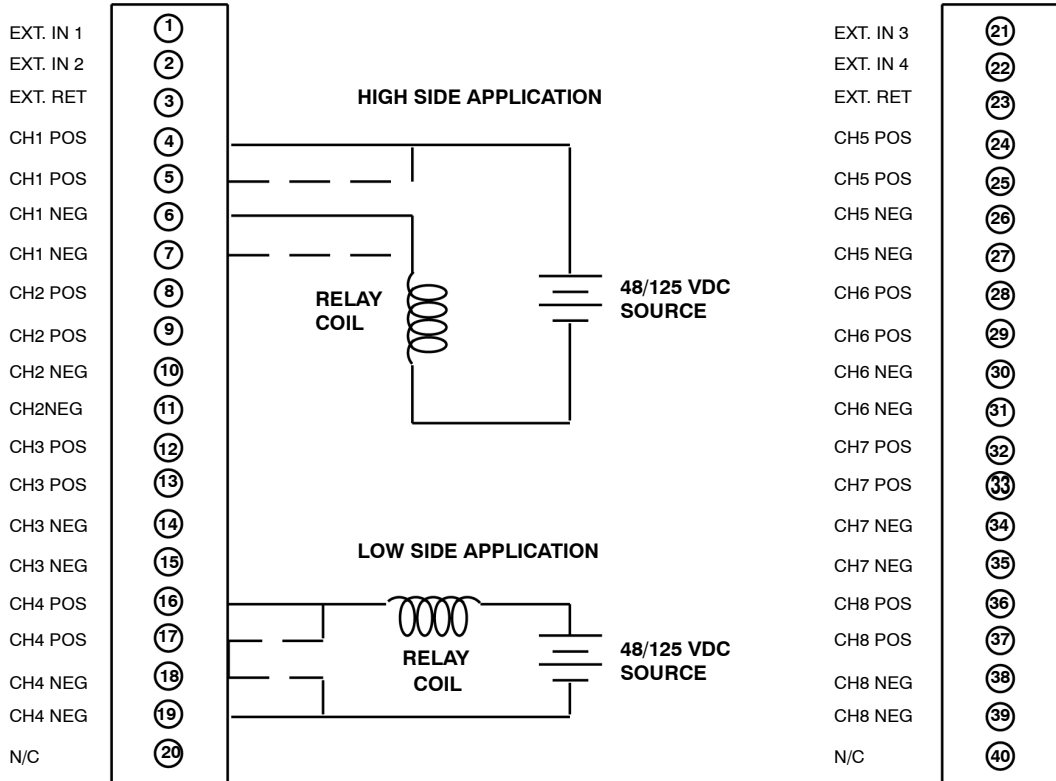 EXT. IN 1 1
EXT. IN 2 2
EXT. RET 3
CH1 POS 4
CH1 POS 5
CH1 NEG 6
CH1 NEG 7
CH2 POS 8
CH2 POS 9
CH2 NEG 10
CH2NEG 11
CH3 POS 12
CH3 POS 13
CH3 NEG 14
CH3 NEG 15
CH4 POS 16
CH4 POS 17
CH4 NEG 18
CH4 NEG 19
N/C 20
HIGH SIDE APPLICATION
RELAY
COIL
48/125 VDC
SOURCE
LOW SIDE APPLICATION
RELAY
COIL
48/125 VDC
SOURCE
EXT. IN 3 21
EXT. IN 4 22
EXT. RET 23
CH5 POS 24
CH5 POS 25
CH5 NEG 26
CH5 NEG 27
CH6 POS 28
CH6 POS 29
CH6 NEG 30
CH6 NEG 31
CH7 POS 32
CH7 POS 33
CH7 NEG 34
CH7 NEG 35
CH8 POS 36
CH8 POS 37
CH8 NEG 38
CH8 NEG 39
N/C 40